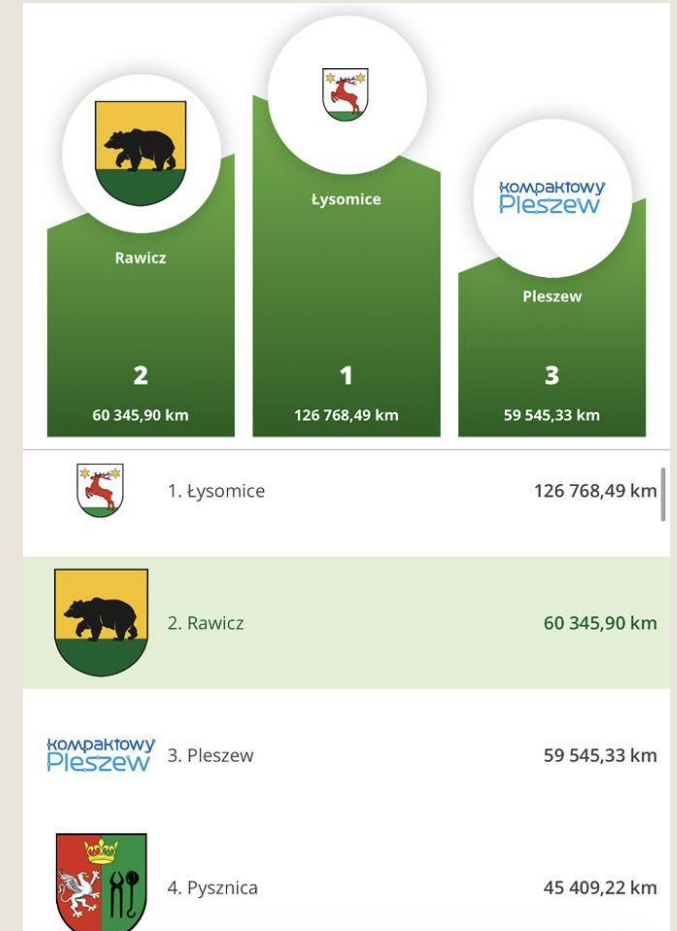 kompaktowy
Pleszew
Łysomice
Rawicz
Pleszew
2
1
3
60 345,90 km
126 768,49 km
59 545,33 km
1. Łysomice
126 768,49 km
2. Rawicz
60 345,90 km
kompaktowy
Pleszew
3. Pleszew
59 545,33 km
4. Pysznica
45 409,22 km